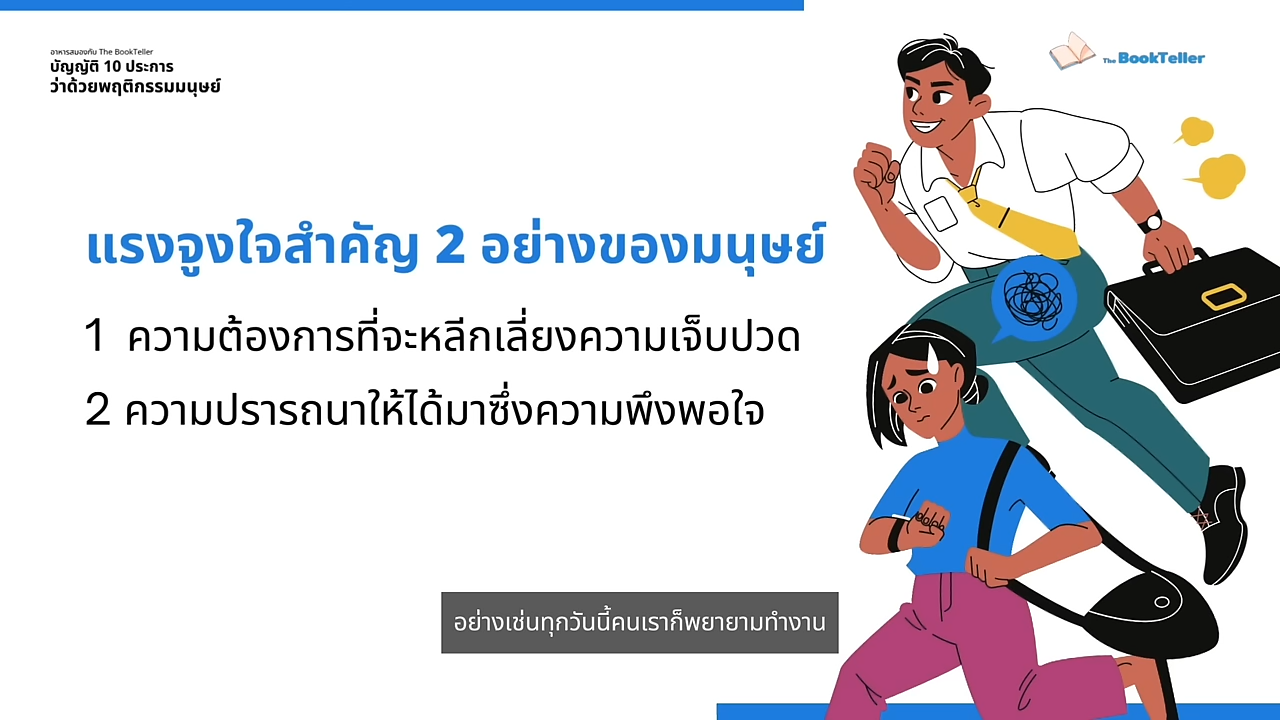 อาหารสมองกับ The BookTeller
บัญญัติ 10 ประการ
ว่าด้วยพฤติกรรมมนุษย์
The BookTeller
แรงจูงใจสำคัญ 2 อย่างของมนุษย์
1 ความต้องการที่จะหลีกเลี่ยงความเจ็บปวด
2 ความปรารถนาให้ได้มาซึ่งความพึงพอใจ
อย่างเช่นทุกวันนี้คนเราก็พยายามทำงาน